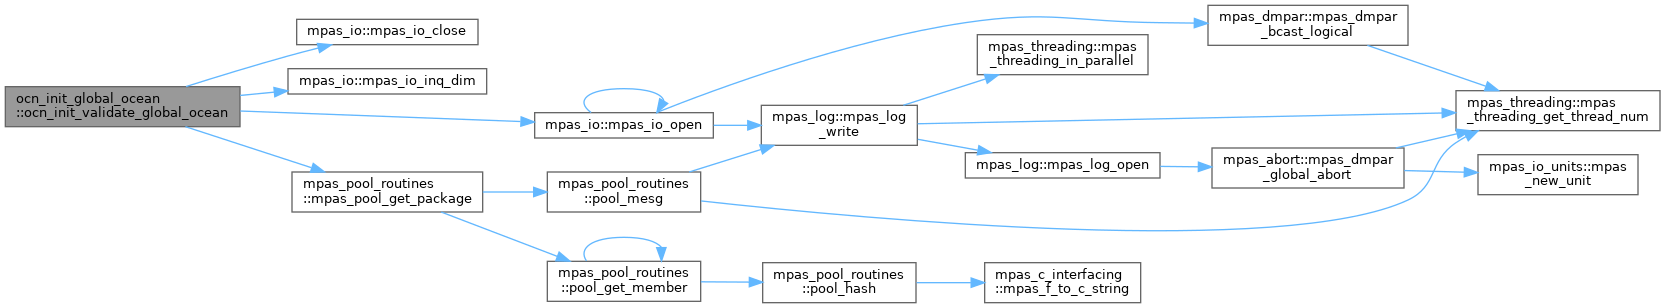 ocn_init_global_ocean
::ocn_init_validate_global_ocean
mpas_io::mpas_io_close
mpas_io::mpas_io_inq_dim
mpas_io::mpas_io_open
mpas_pool_routines
::mpas_pool_get_package
mpas_pool_routines
::pool_mesg
mpas_pool_routines
::pool_get_member
mpas_log::mpas_log
_write
mpas_pool_routines
::pool_hash
mpas_threading::mpas
_threading_in_parallel
mpas_log::mpas_log_open
mpas_c_interfacing
::mpas_f_to_c_string
mpas_dmpar::mpas_dmpar
_bcast_logical
mpas_abort::mpas_dmpar
_global_abort
mpas_threading::mpas
_threading_get_thread_num
mpas_io_units::mpas
_new_unit